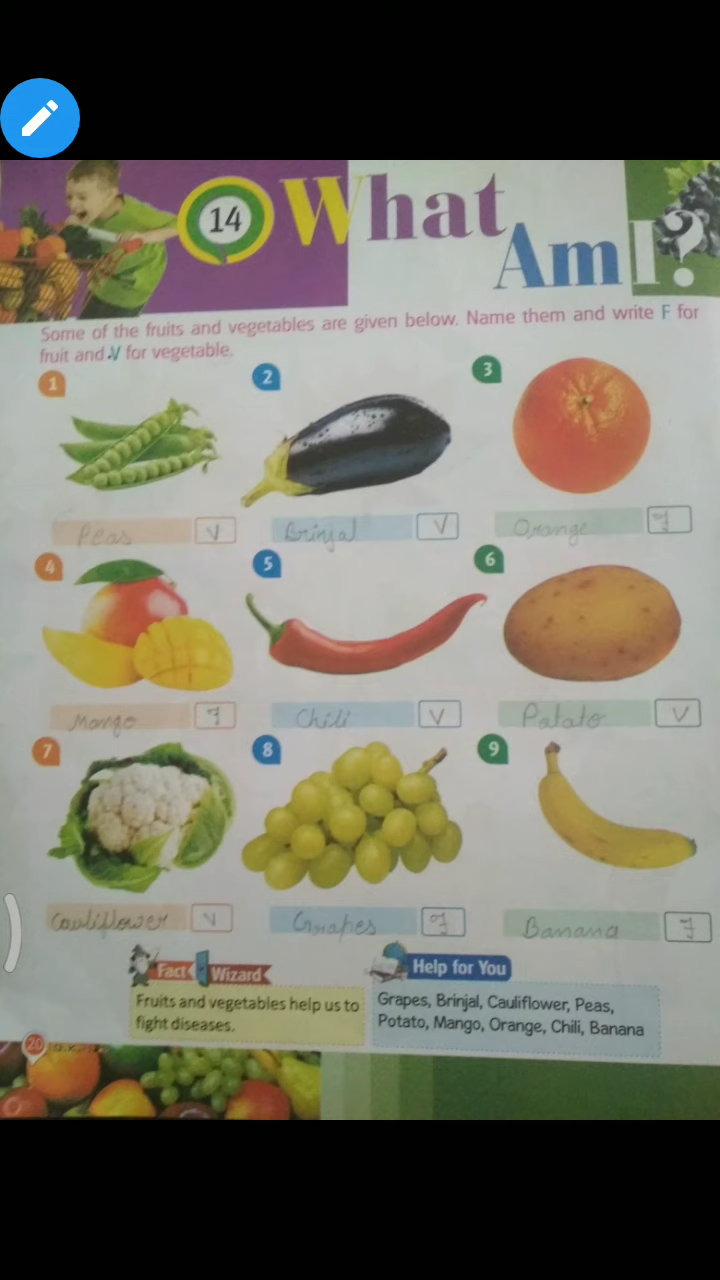 14 What
Am I?
Some of the fruits and vegetables are given below. Name them and write F for
fruit and V for vegetable.
1 2 3
Peas V Brinjal V Orange F
4 5 6
Mango F Chili V Potato V
7 8 9
Cauliflower V Grapes F Banana F
Fact Wizard
Fruits and vegetables help us to
fight diseases.
Help for You
Grapes, Brinjal, Cauliflower, Peas,
Potato, Mango, Orange, Chili, Banana
20